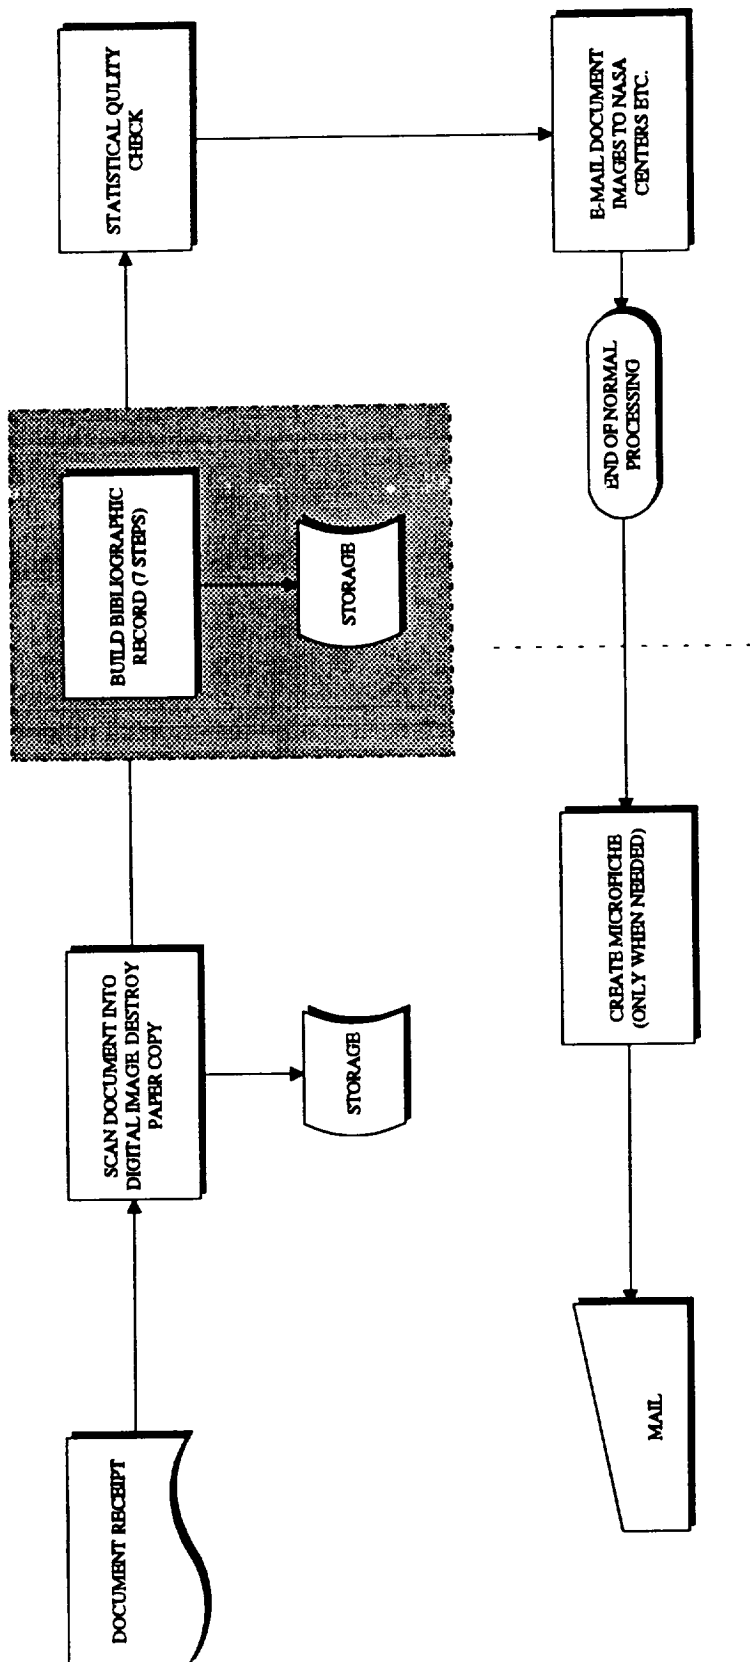 DOCUMENT RECEIPT
SCAN DOCUMENT INTO
DIGITAL IMAGE. DESTROY
PAPER COPY
STORAGE
BUILD BIBLIOGRAPHIC
RECORD (7 STEPS)
STORAGE
STATISTICAL QULITY
CHECK
E-MAIL DOCUMENT
IMAGES TO NASA
CENTERS ETC.
END OF NORMAL
PROCESSING
CREATE MICROFICHE
(ONLY WHEN NEEDED)
MAIL